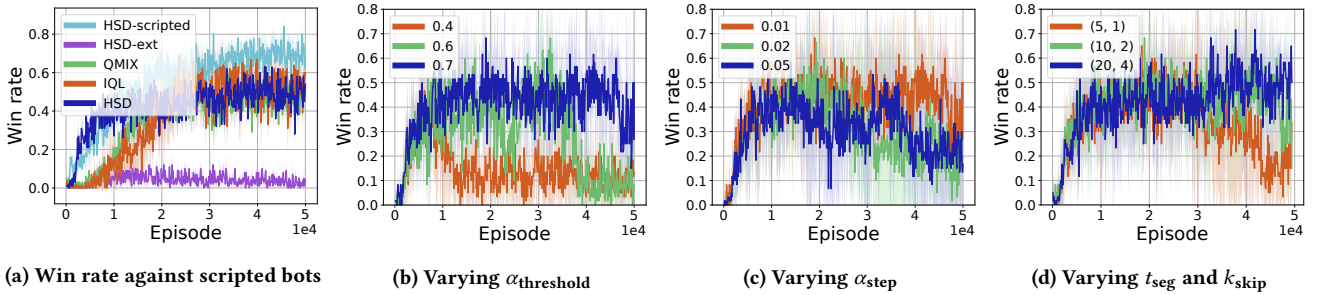 HSD-scripted
HSD-ext
QMIX
IQL
HSD
Win rate
0.8
0.6
0.4
0.2
0.0
0 1 2 3 4 5
1e4
Episode
(a) Win rate against scripted bots
0.4
0.6
0.7
Win rate
0.8
0.7
0.6
0.5
0.4
0.3
0.2
0.1
0.0
0 1 2 3 4 5
1e4
Episode
(b) Varying α_threshold
0.01
0.02
0.05
Win rate
0.8
0.7
0.6
0.5
0.4
0.3
0.2
0.1
0.0
0 1 2 3 4 5
1e4
Episode
(c) Varying α_step
(5, 1)
(10, 2)
(20, 4)
Win rate
0.8
0.7
0.6
0.5
0.4
0.3
0.2
0.1
0.0
0 1 2 3 4 5
1e4
Episode
(d) Varying t_seg and k_skip